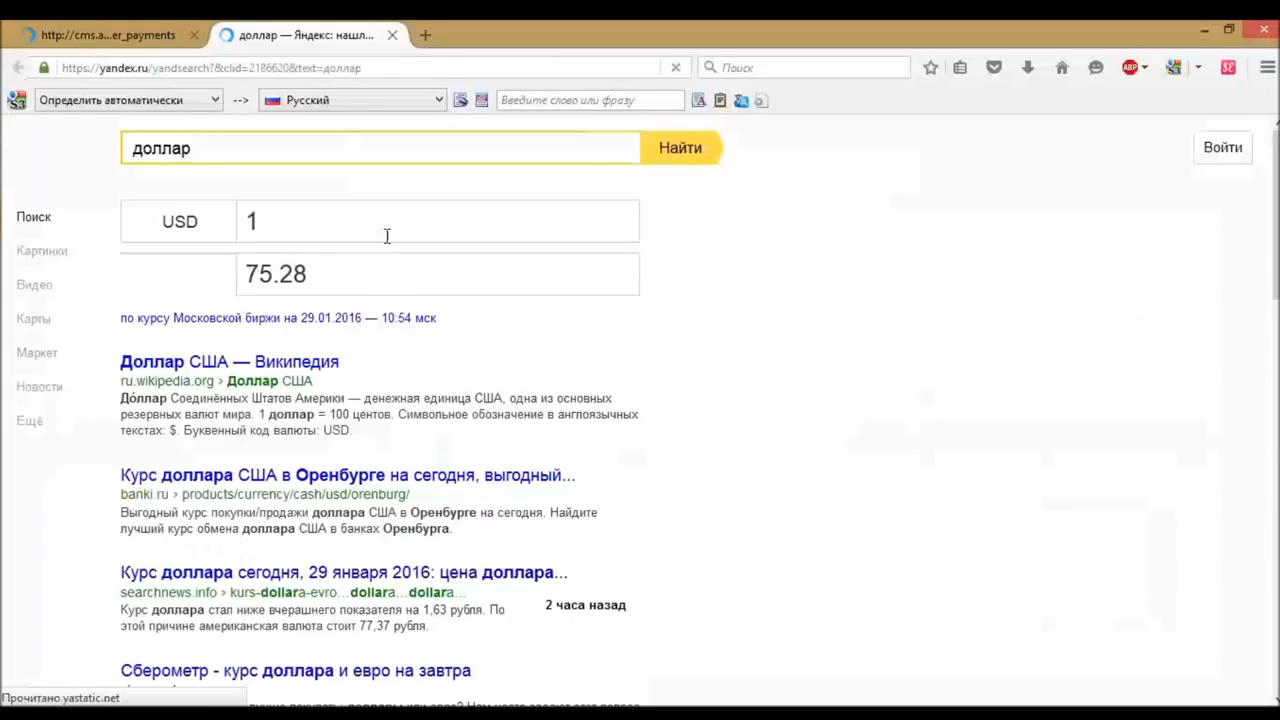 http://cms.a...er_payments
доллар — Яндекс: нашл...
https://yandex.ru/yandsearch?&clid=2186620&text=доллар
Поиск
ABP
Определить автоматически
-->
Русский
Введите слово или фразу
доллар
Найти
Войти
Поиск
Картинки
Видео
Карты
Маркет
Новости
Ещё
USD
1
75.28
по курсу Московской биржи на 29.01.2016 — 10:54 мск
Доллар США — Википедия
ru.wikipedia.org › Доллар США
До́ллар Соединённых Штатов Америки — денежная единица США, одна из основных
резервных валют мира. 1 доллар = 100 центов. Символьное обозначение в англоязычных
текстах: $. Буквенный код валюты: USD.
Курс доллара США в Оренбурге на сегодня, выгодный...
banki.ru › products/currency/cash/usd/orenburg/
Выгодный курс покупки/продажи доллара США в Оренбурге на сегодня. Найдите
лучший курс обмена доллара США в банках Оренбурга.
Курс доллара сегодня, 29 января 2016: цена доллара...
searchnews.info › kurs-dollara-evro...dollara...dollara...
Курс доллара стал ниже вчерашнего показателя на 1,63 рубля. По
этой причине американская валюта стоит 77,37 рубля.
2 часа назад
Сберометр - курс доллара и евро на завтра
Прочитано yastatic.net